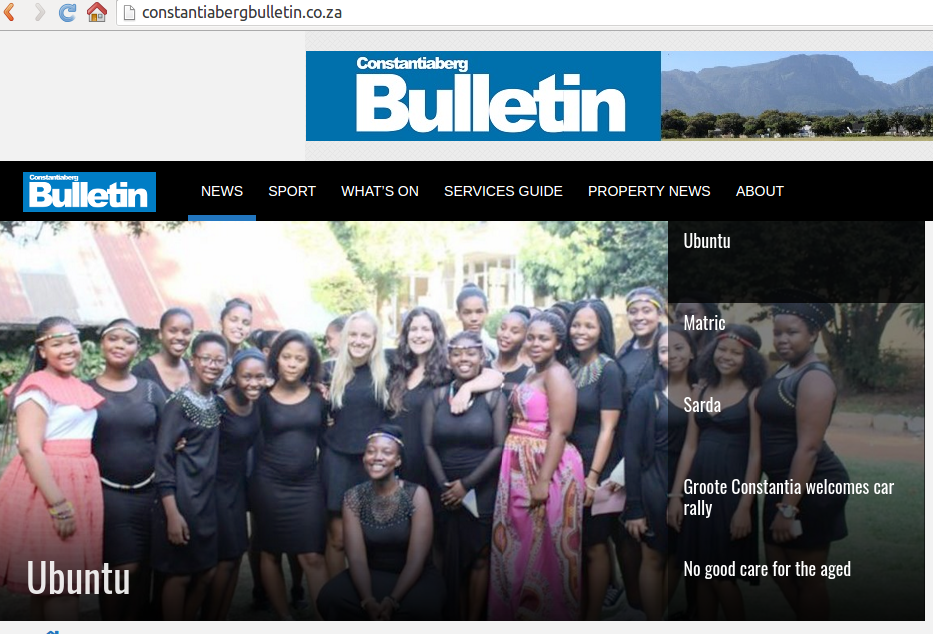 constantiabergbulletin.co.za
Constantiaberg
Bulletin
Constantiaberg
Bulletin
NEWS SPORT WHAT'S ON SERVICES GUIDE PROPERTY NEWS ABOUT
Ubuntu
Matric
Sarda
Groote Constantia welcomes car
rally
No good care for the aged
Ubuntu